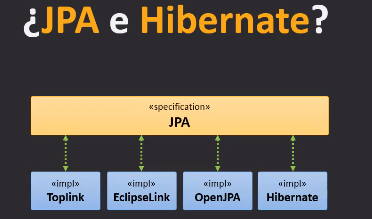 ¿JPA e Hibernate?
«specification»
JPA
«impl» «impl» «impl» «impl»
Toplink EclipseLink OpenJPA Hibernate